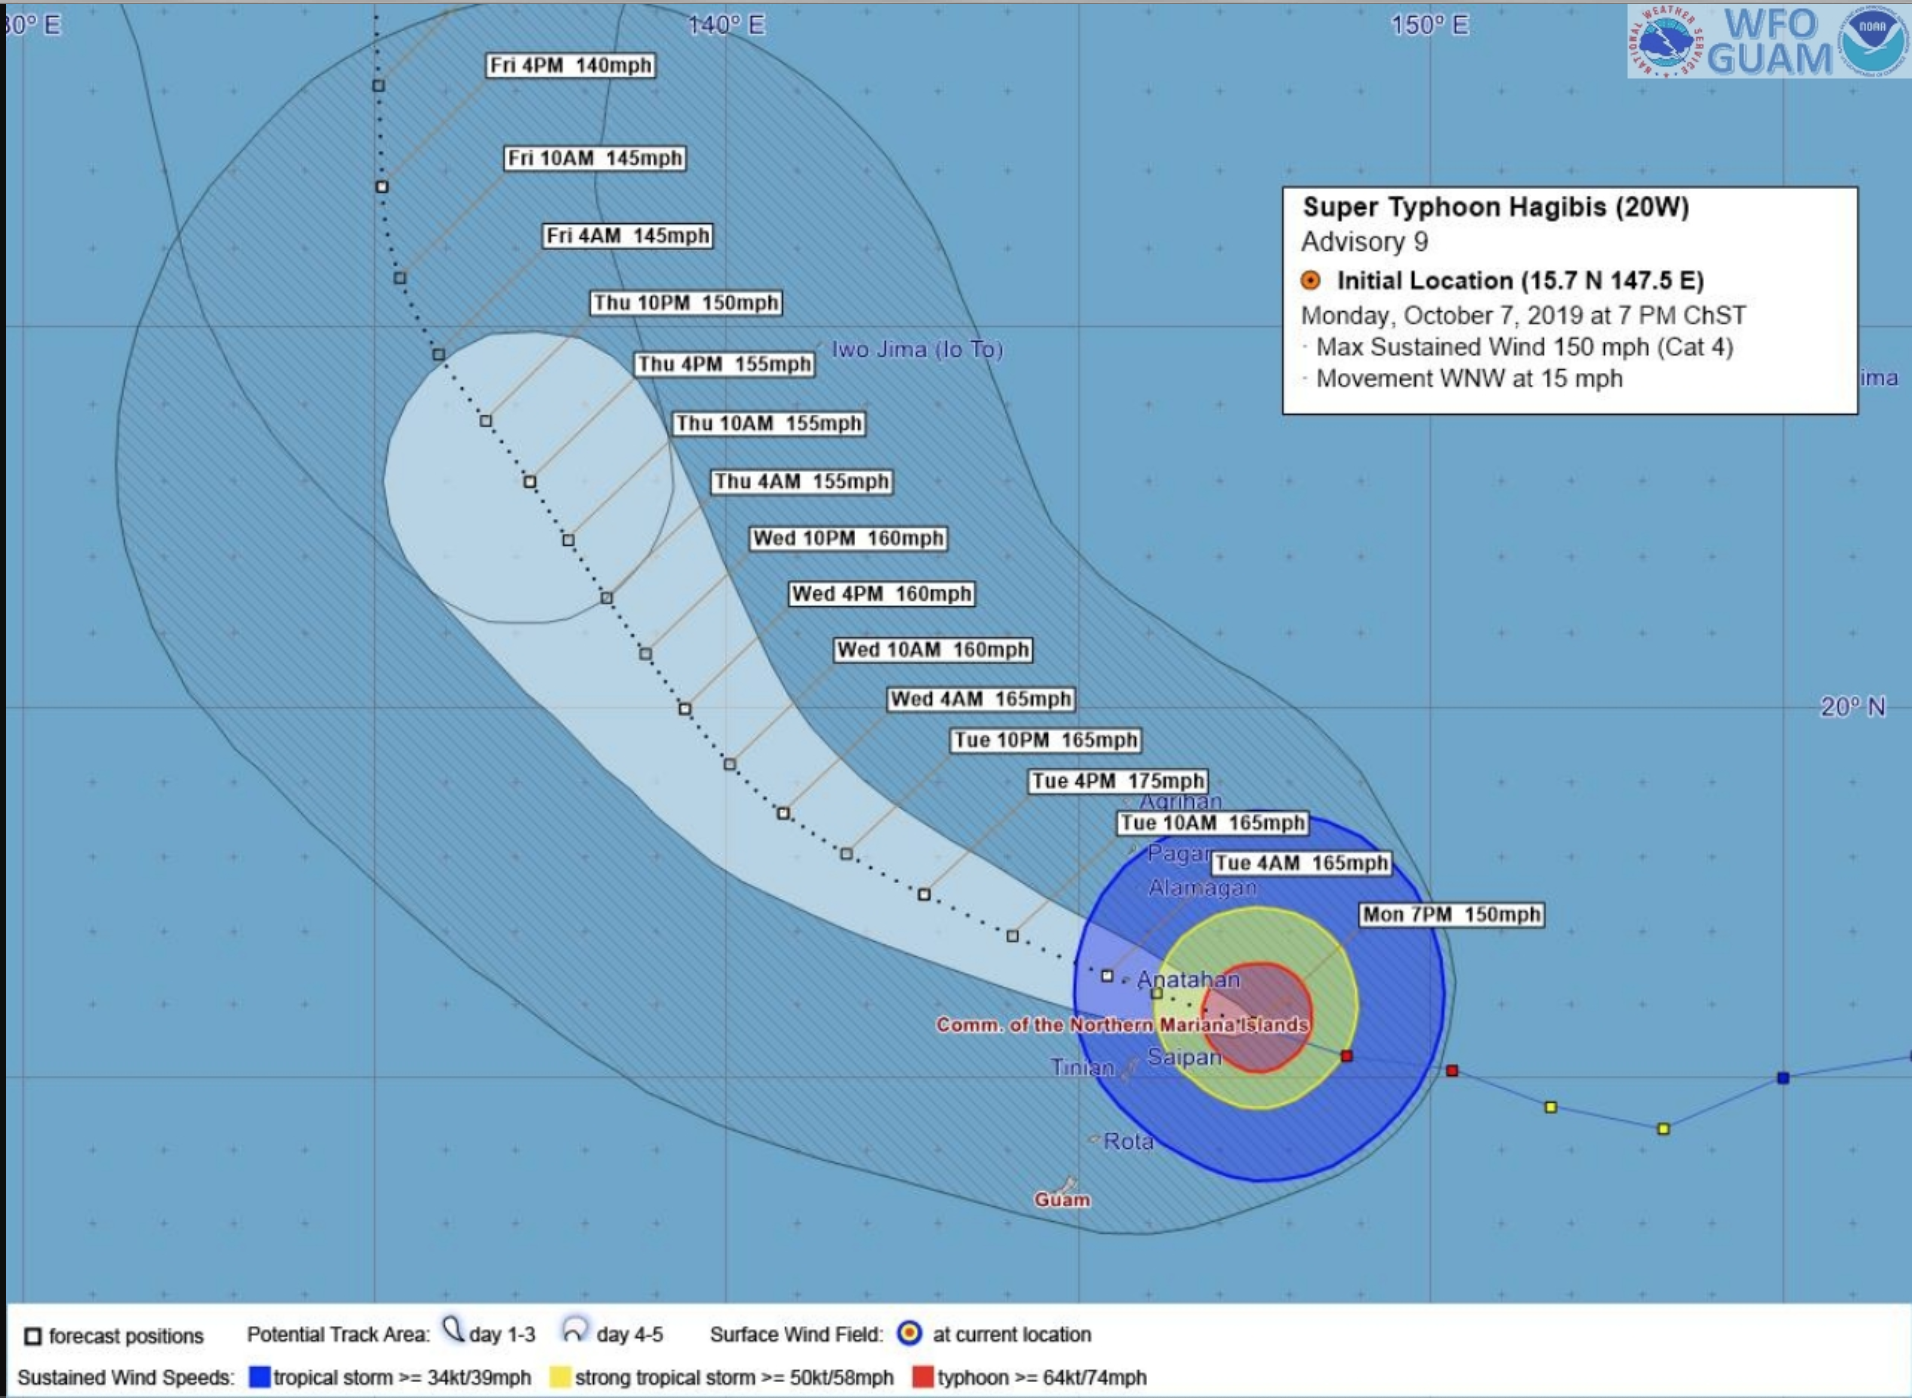 30° E
140° E
150° E
NATIONAL WEATHER SERVICE
WFO
GUAM
NOAA
Fri 4PM 140mph
Fri 10AM 145mph
Fri 4AM 145mph
Thu 10PM 150mph
Iwo Jima (Io To)
Thu 4PM 155mph
Thu 10AM 155mph
Thu 4AM 155mph
Wed 10PM 160mph
Wed 4PM 160mph
Wed 10AM 160mph
Wed 4AM 165mph
20° N
Tue 10PM 165mph
Tue 4PM 175mph
Agrihan
Tue 10AM 165mph
Pagan
Tue 4AM 165mph
Alamagan
Mon 7PM 150mph
Anatahan
Comm. of the Northern Mariana Islands
Saipan
Tinian
Rota
Guam
Super Typhoon Hagibis (20W)
Advisory 9
Initial Location (15.7 N 147.5 E)
Monday, October 7, 2019 at 7 PM ChST
· Max Sustained Wind 150 mph (Cat 4)
· Movement WNW at 15 mph
ima
forecast positions Potential Track Area: day 1-3 day 4-5 Surface Wind Field: at current location
Sustained Wind Speeds: tropical storm >= 34kt/39mph strong tropical storm >= 50kt/58mph typhoon >= 64kt/74mph